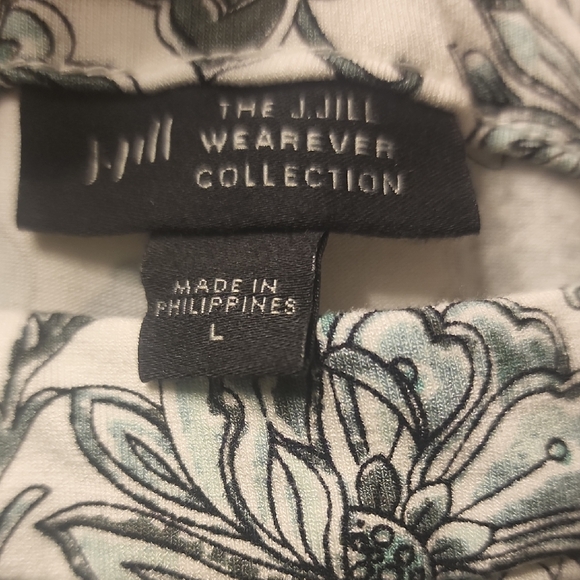 J.Jill
THE J.JILL
WEAREVER
COLLECTION
MADE IN
PHILIPPINES
L